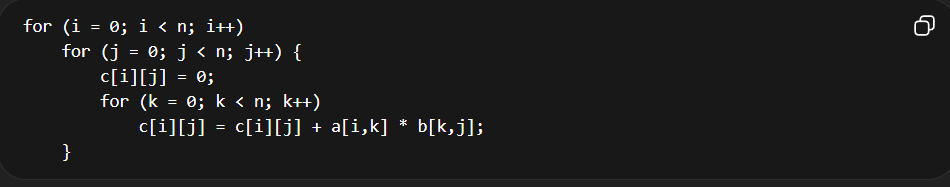 for (i = 0; i < n; i++)
    for (j = 0; j < n; j++) {
        c[i][j] = 0;
        for (k = 0; k < n; k++)
            c[i][j] = c[i][j] + a[i,k] * b[k,j];
    }